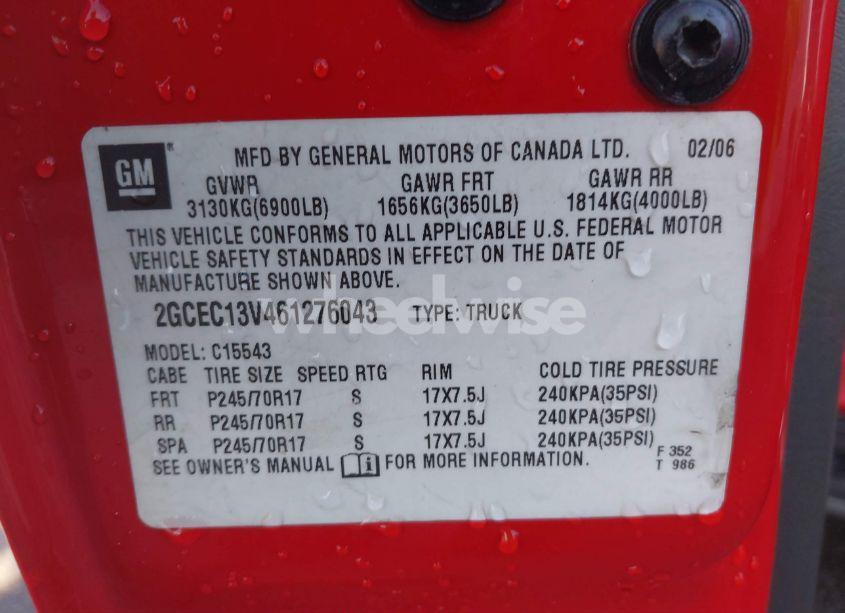 GM® MFD BY GENERAL MOTORS OF CANADA LTD. 02/06
GVWR GAWR FRT GAWR RR
3130KG(6900LB) 1656KG(3650LB) 1814KG(4000LB)
THIS VEHICLE CONFORMS TO ALL APPLICABLE U.S. FEDERAL MOTOR
VEHICLE SAFETY STANDARDS IN EFFECT ON THE DATE OF
MANUFACTURE SHOWN ABOVE.
wheelwise
2GCEC13V461276043 TYPE: TRUCK
MODEL: C15543
CABE TIRE SIZE SPEED RTG RIM COLD TIRE PRESSURE
FRT P245/70R17 S 17X7.5J 240KPA(35PSI)
RR P245/70R17 S 17X7.5J 240KPA(35PSI)
SPA P245/70R17 S 17X7.5J 240KPA(35PSI)
SEE OWNER'S MANUAL FOR MORE INFORMATION.
F 352
T 986